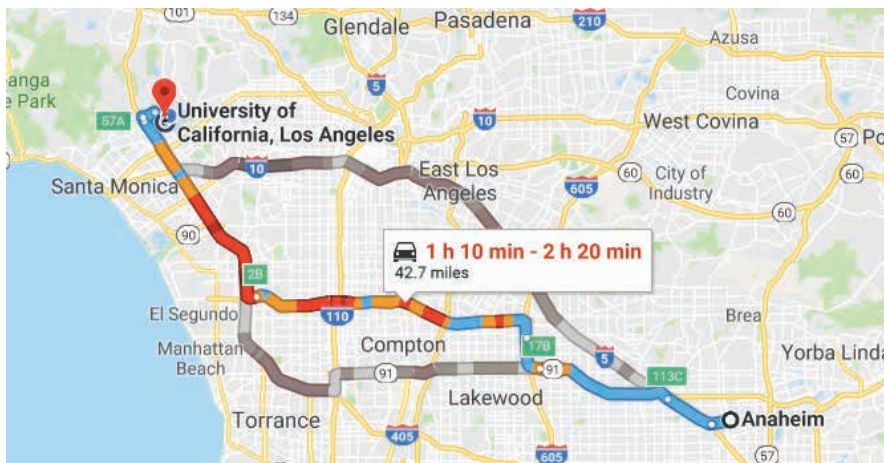 101
134
Glendale
Pasadena
210
Azusa
anga
e Park
5
57A
University of
California, Los Angeles
10
Covina
West Covina
57
Po
Santa Monica
10
East Los
Angeles
605
60
City of
Industry
60
60
90
1 h 10 min - 2 h 20 min
42.7 miles
2B
El Segundo
110
Brea
Manhattan
Beach
Compton
17B
5
Yorba Linda
91
91
113C
Lakewood
Torrance
Anaheim
405
605
57